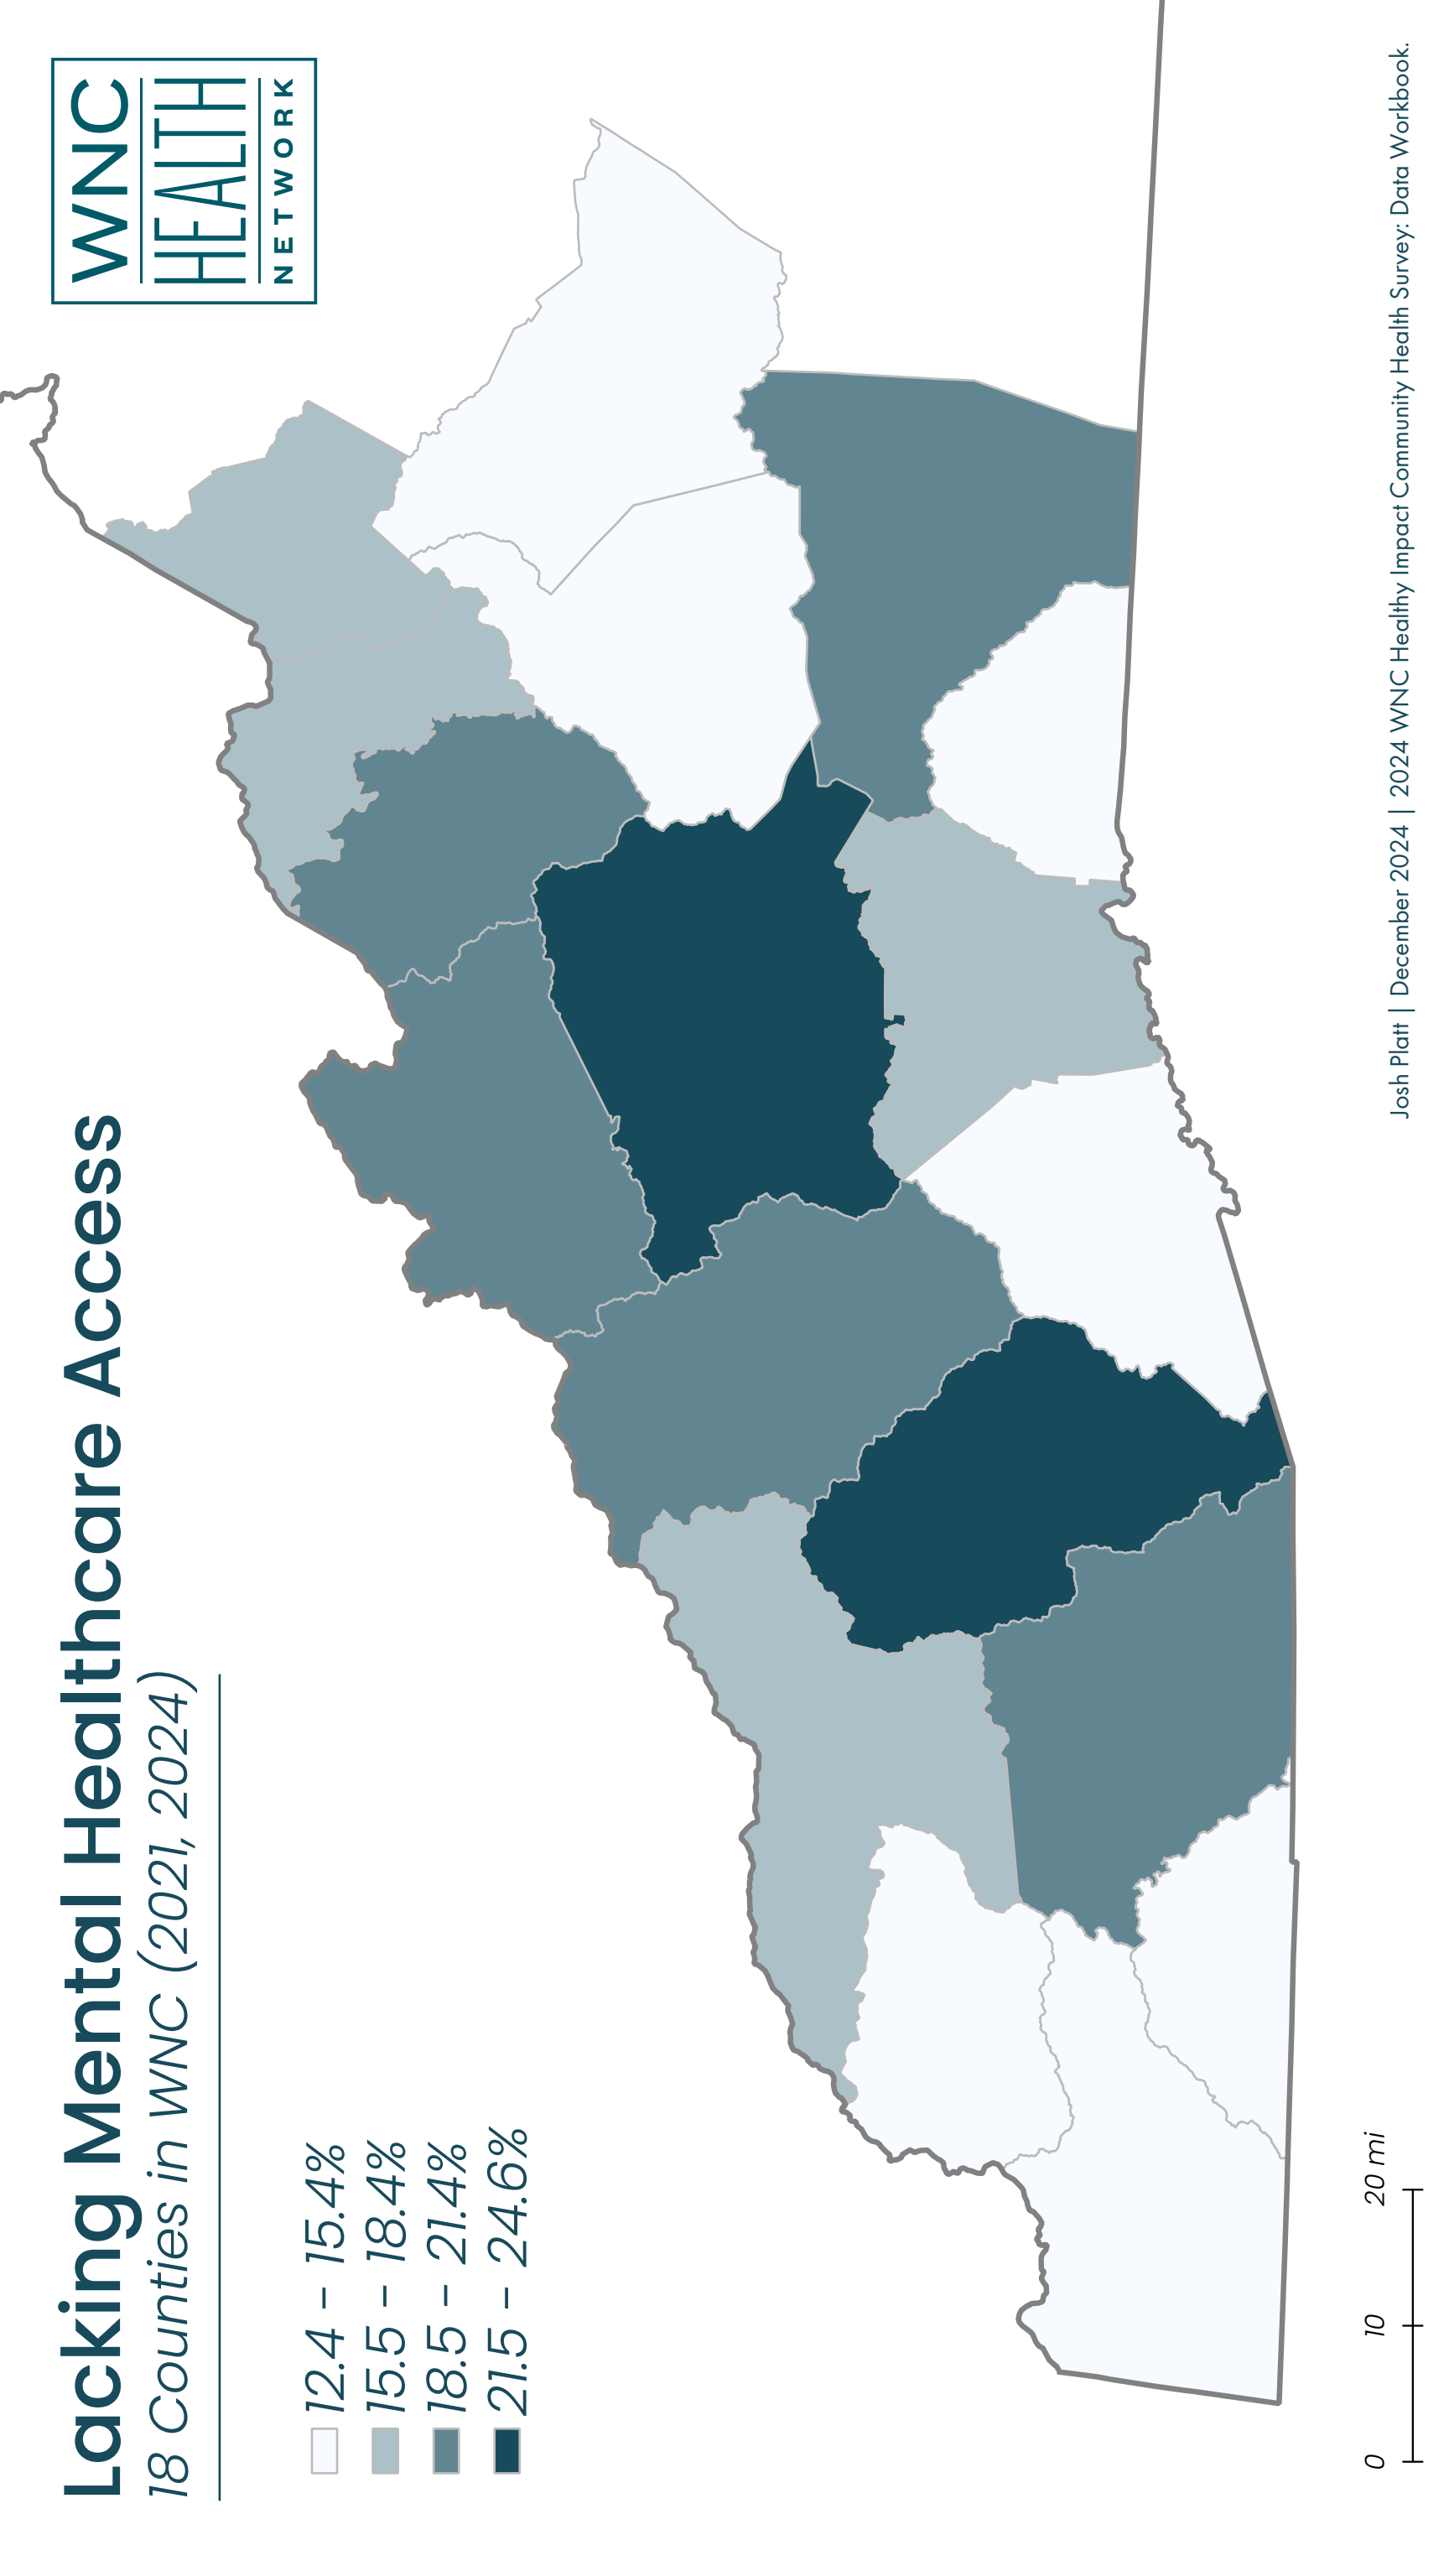 Lacking Mental Healthcare Access
18 Counties in WNC (2021, 2024)
WNC
HEALTH
NETWORK
12.4 – 15.4%
15.5 – 18.4%
18.5 – 21.4%
21.5 – 24.6%
0 10 20 mi
Josh Platt | December 2024 | 2024 WNC Healthy Impact Community Health Survey: Data Workbook.